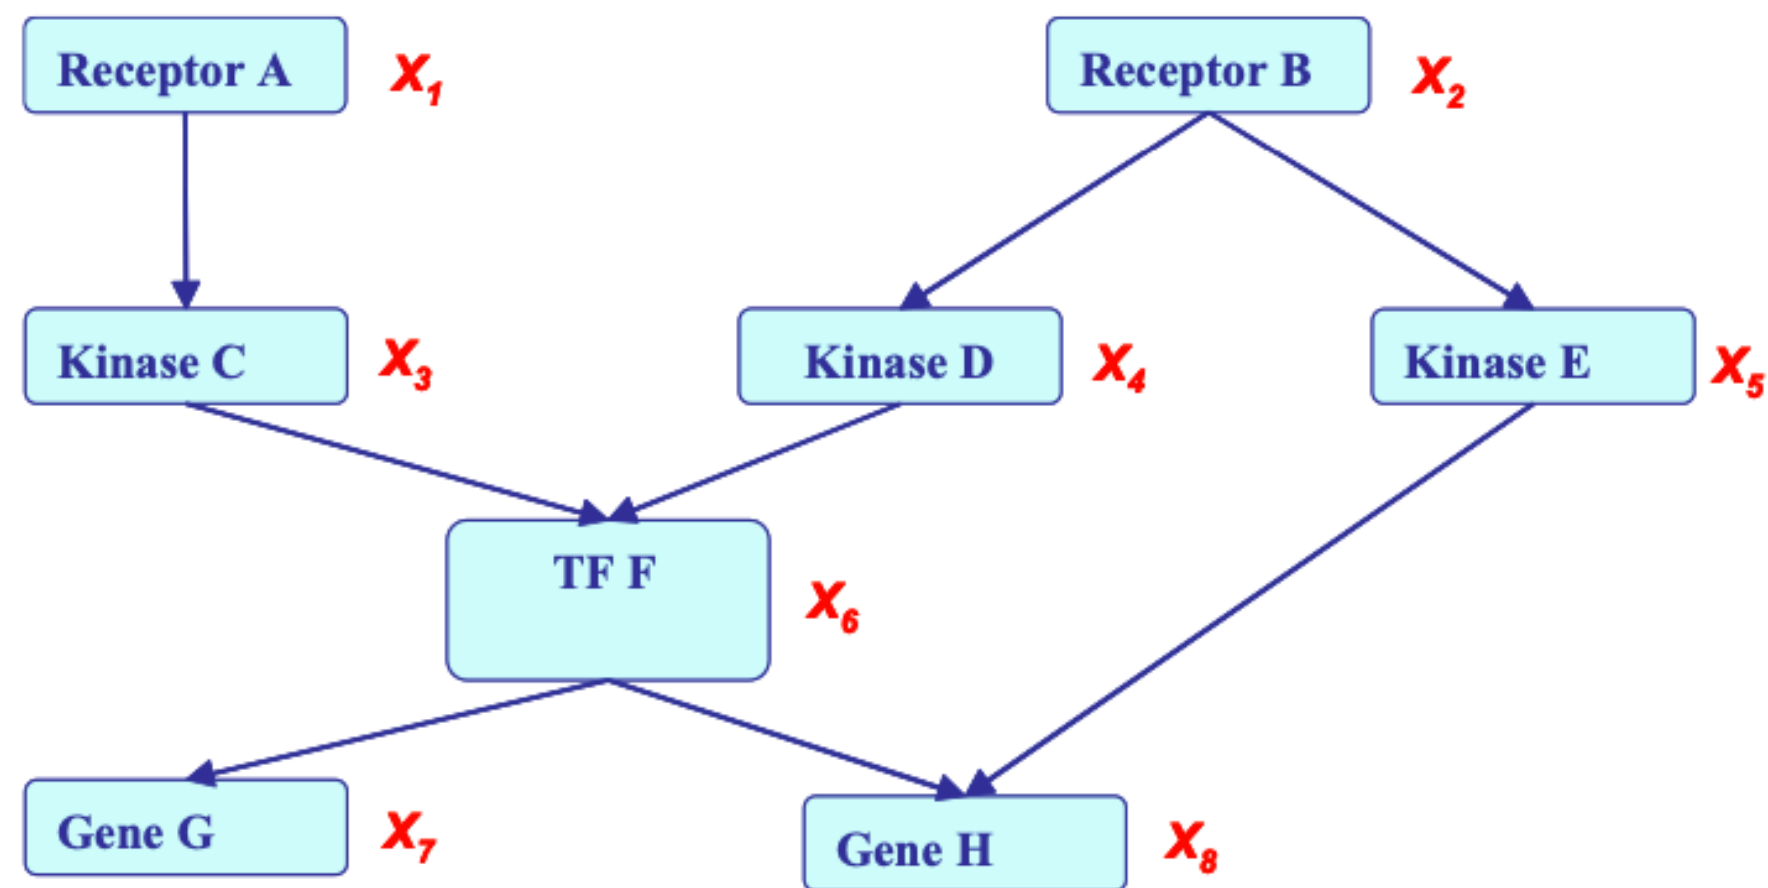 Receptor A X1 Receptor B X2
Kinase C X3 Kinase D X4 Kinase E X5
TF F X6
Gene G X7 Gene H X8